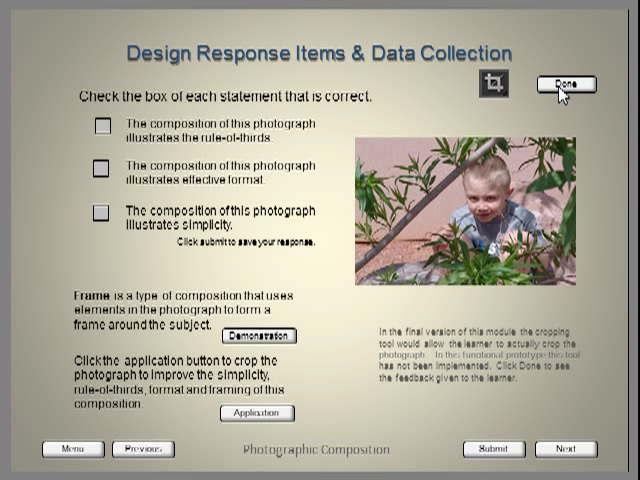 Design Response Items & Data Collection
Done
Check the box of each statement that is correct.
The composition of this photograph
illustrates the rule-of-thirds.
The composition of this photograph
illustrates effective format.
The composition of this photograph
illustrates simplicity.
Click submit to save your response.
Frame is a type of composition that uses
elements in the photograph to form a
frame around the subject.
Demonstration
In the final version of this module the cropping
tool would allow the learner to actually crop the
photograph. In this functional prototype this tool
has not been implemented. Click Done to see
the feedback given to the learner.
Click the application button to crop the
photograph to improve the simplicity,
rule-of-thirds, format and framing of this
composition.
Application
Menu
Previous
Photographic Composition
Submit
Next